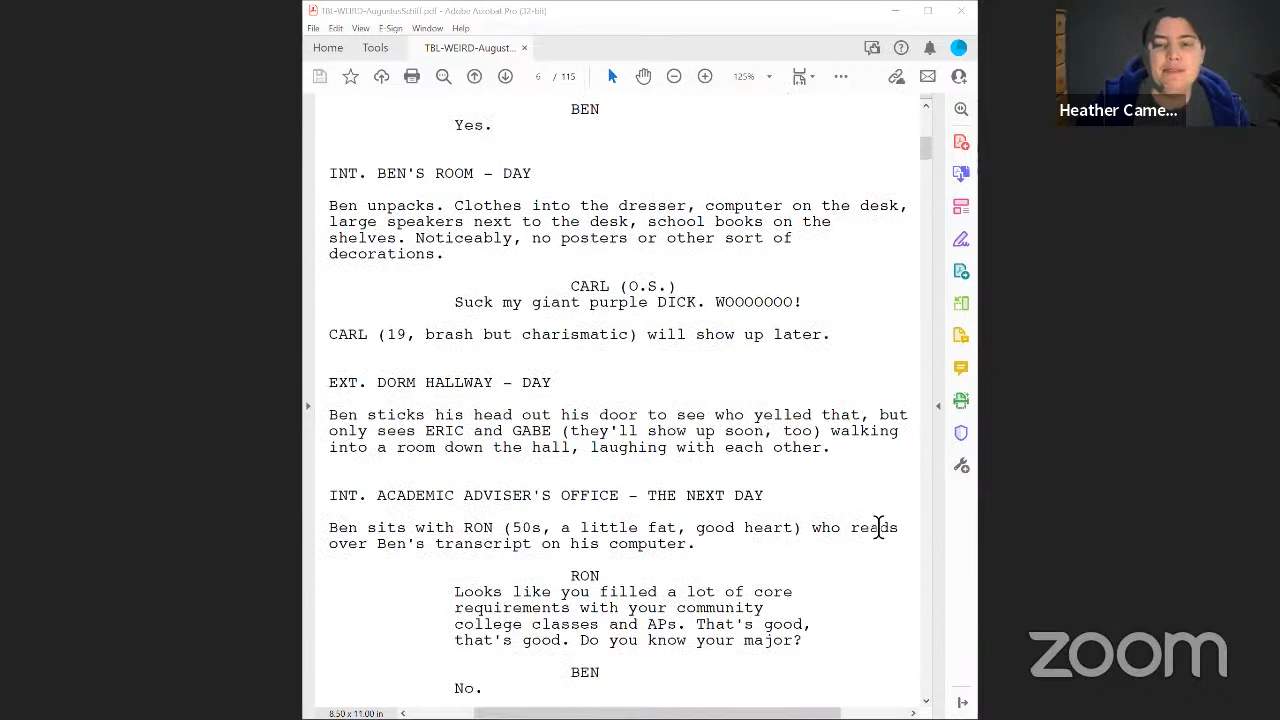 TBL-WEIRD-AugustusSchiff.pdf - Adobe Acrobat Pro (32-bit)
File Edit View E-Sign Window Help
Home Tools TBL-WEIRD-August... ×
6 / 115 125%
Heather Came...
BEN
Yes.
INT. BEN'S ROOM - DAY
Ben unpacks. Clothes into the dresser, computer on the desk,
large speakers next to the desk, school books on the
shelves. Noticeably, no posters or other sort of
decorations.
CARL (O.S.)
Suck my giant purple DICK. WOOOOOOO!
CARL (19, brash but charismatic) will show up later.
EXT. DORM HALLWAY - DAY
Ben sticks his head out his door to see who yelled that, but
only sees ERIC and GABE (they'll show up soon, too) walking
into a room down the hall, laughing with each other.
INT. ACADEMIC ADVISER'S OFFICE - THE NEXT DAY
Ben sits with RON (50s, a little fat, good heart) who reads
over Ben's transcript on his computer.
RON
Looks like you filled a lot of core
requirements with your community
college classes and APs. That's good,
that's good. Do you know your major?
BEN
No.
8.50 x 11.00 in
zoom